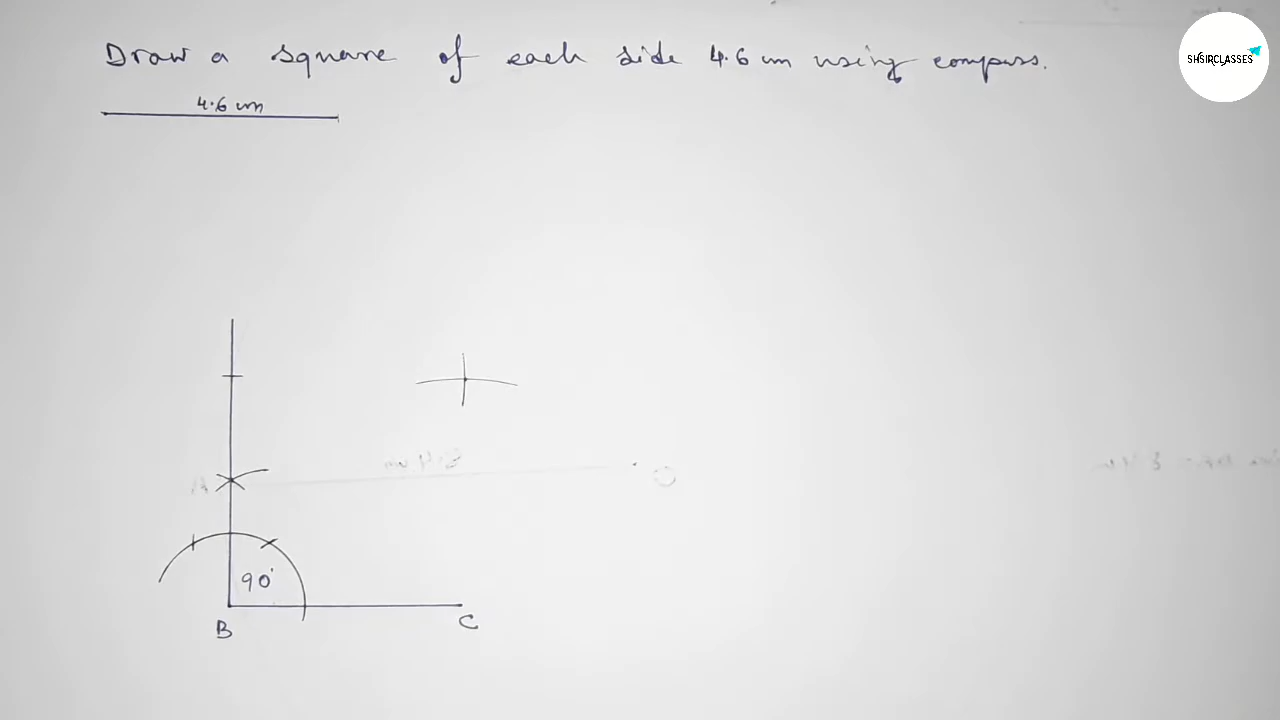 Draw a square of each side 4.6 cm using compass.
SHSIRCLASSES
4.6 cm
90°
B
C